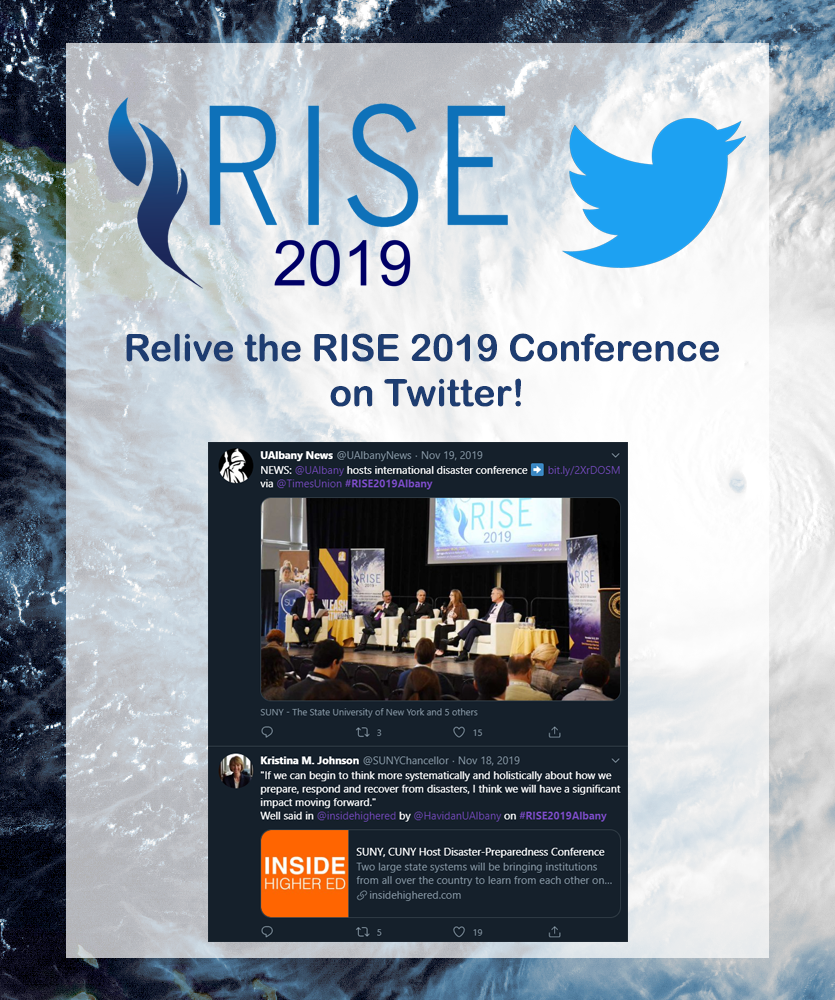 RISE
2019
Relive the RISE 2019 Conference
on Twitter!
UAlbany News @UAlbanyNews · Nov 19, 2019
NEWS: @UAlbany hosts international disaster conference ➡ bit.ly/2XrDOSM
via @TimesUnion #RISE2019Albany
RISE
2019
SUNY
UNLEASH
RISE
2019
RISE
2019
SUNY - The State University of New York and 5 others
3 15
Kristina M. Johnson @SUNYChancellor · Nov 18, 2019
"If we can begin to think more systematically and holistically about how we
prepare, respond and recover from disasters, I think we will have a significant
impact moving forward."
Well said in @insidehighered by @HavidanUAlbany on #RISE2019Albany
INSIDE
HIGHER ED
SUNY, CUNY Host Disaster-Preparedness Conference
Two large state systems will be bringing institutions
from all over the country to learn from each other on...
insidehighered.com
5 19